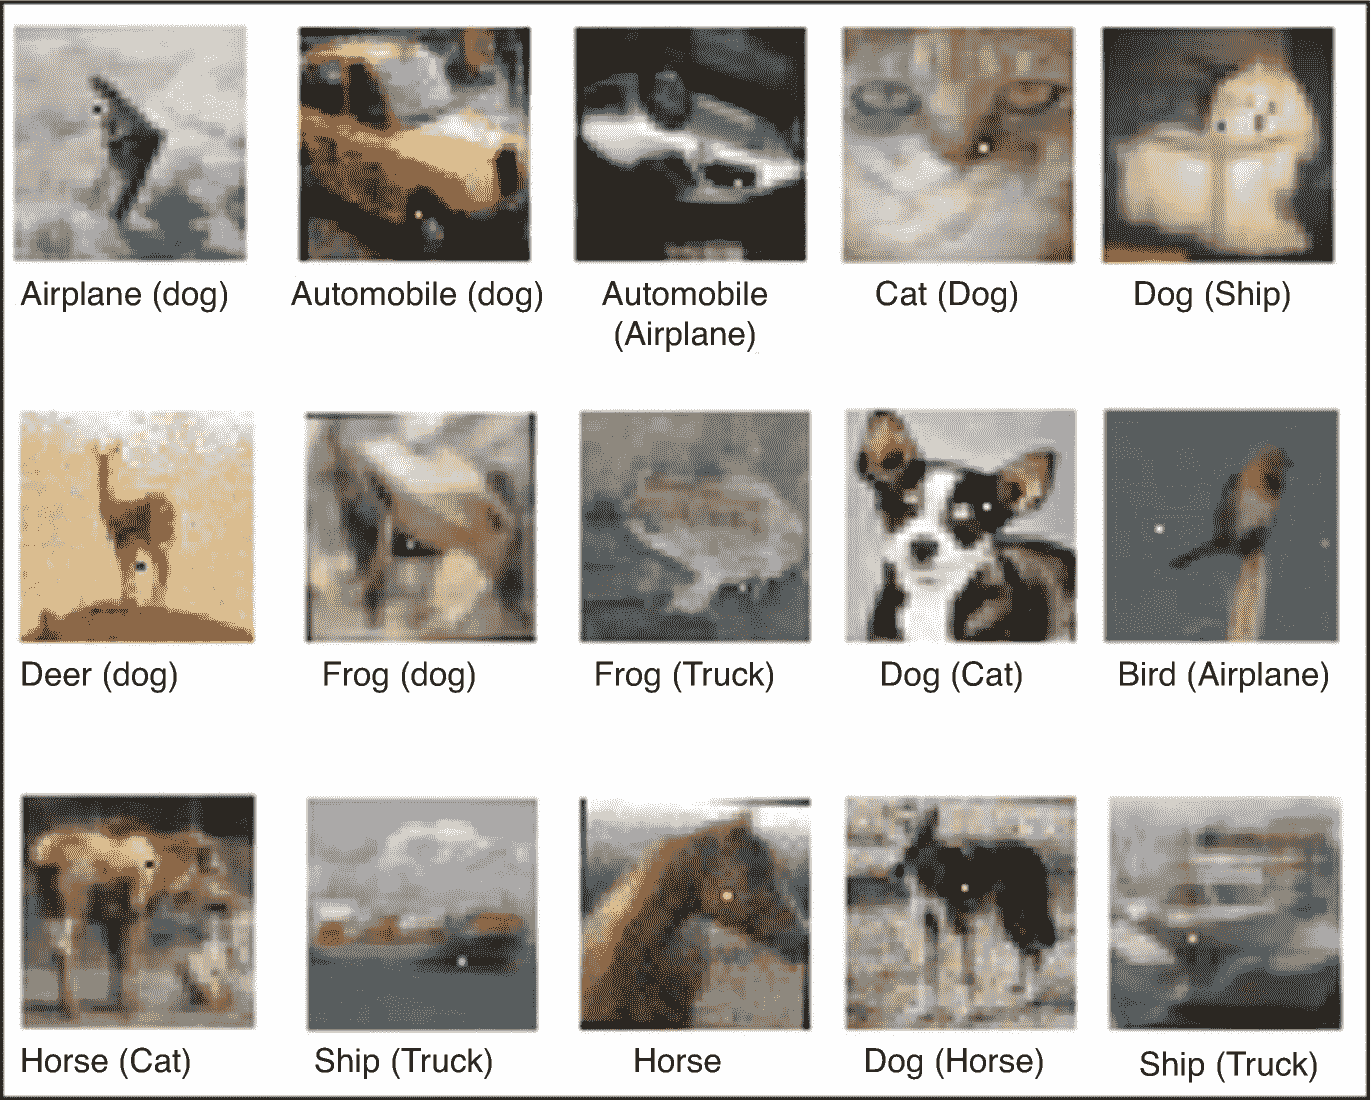 Airplane (dog)
Automobile (dog)
Automobile
(Airplane)
Cat (Dog)
Dog (Ship)
Deer (dog)
Frog (dog)
Frog (Truck)
Dog (Cat)
Bird (Airplane)
Horse (Cat)
Ship (Truck)
Horse
Dog (Horse)
Ship (Truck)